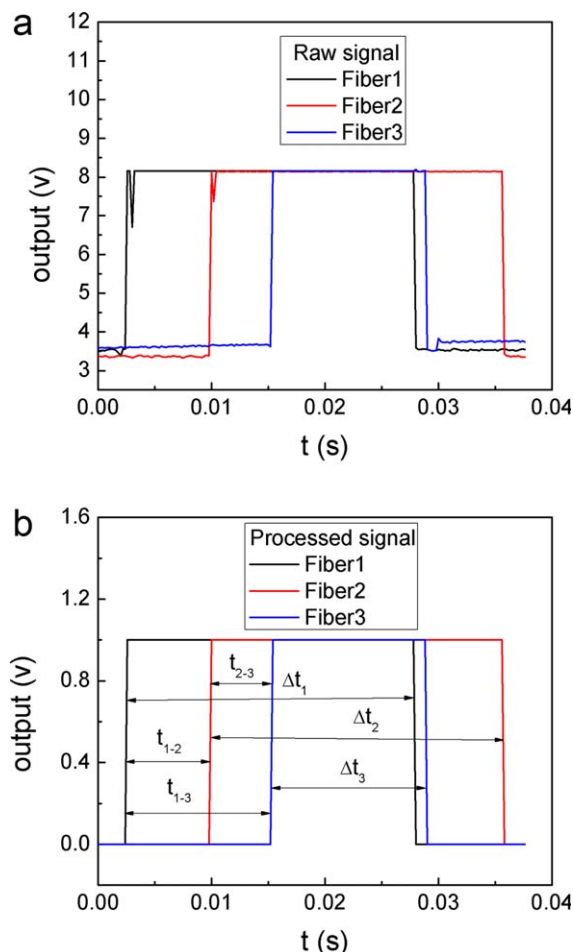 a
Raw signal
Fiber1
Fiber2
Fiber3
12
11
10
9
8
7
6
5
4
3
output (v)
0.00 0.01 0.02 0.03 0.04
t (s)
b
Processed signal
Fiber1
Fiber2
Fiber3
1.6
1.2
0.8
0.4
0.0
output (v)
t2-3
Δt1
Δt2
t1-2
Δt3
t1-3
0.00 0.01 0.02 0.03 0.04
t (s)